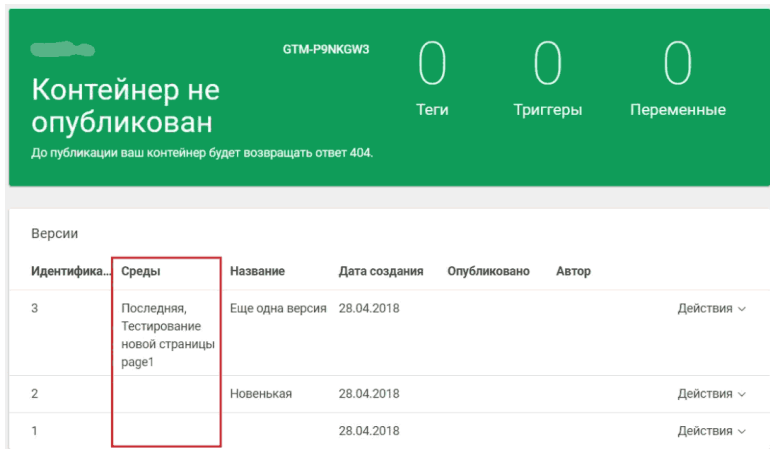 GTM-P9NKGW3
Контейнер не
опубликован
До публикации ваш контейнер будет возвращать ответ 404.
0 0 0
Теги Триггеры Переменные
Версии
Идентифика... Среды Название Дата создания Опубликовано Автор
3 Последняя, Еще одна версия 28.04.2018 Действия
Тестирование
новой страницы
page1
2 Новенькая 28.04.2018 Действия
1 28.04.2018 Действия